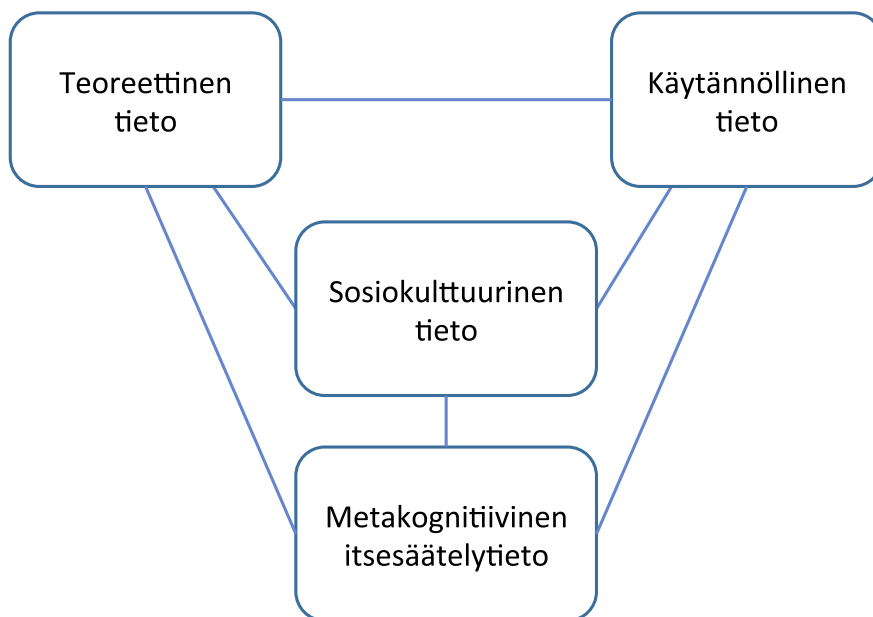 Teoreettinen
tieto
Käytännöllinen
tieto
Sosiokulttuurinen
tieto
Metakognitiivinen
itsesäätelytieto